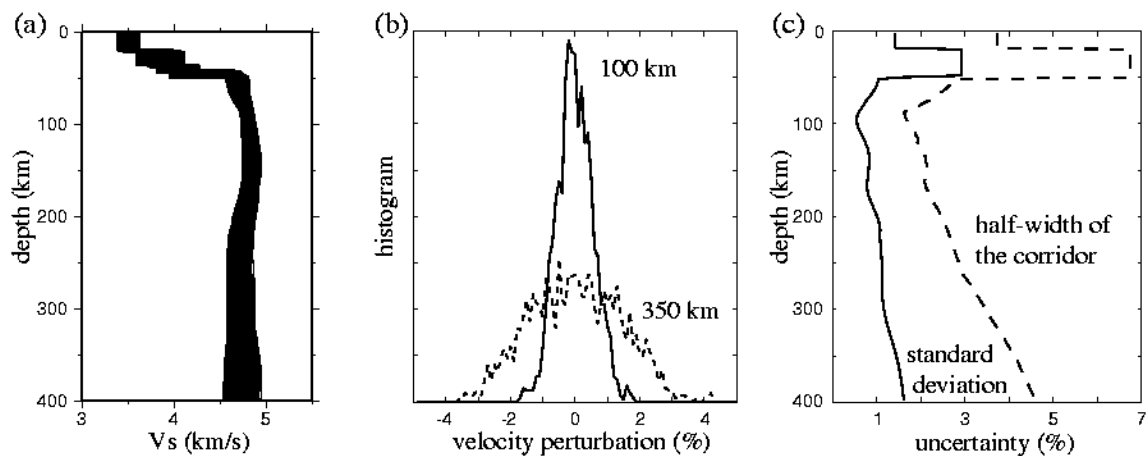 (a)
0
100
200
300
400
depth (km)
3
4
5
Vs (km/s)
(b)
100 km
350 km
histogram
-4
-2
0
2
4
velocity perturbation (%)
(c)
0
100
200
300
400
depth (km)
half-width of
the corridor
standard
deviation
1
3
5
7
uncertainty (%)